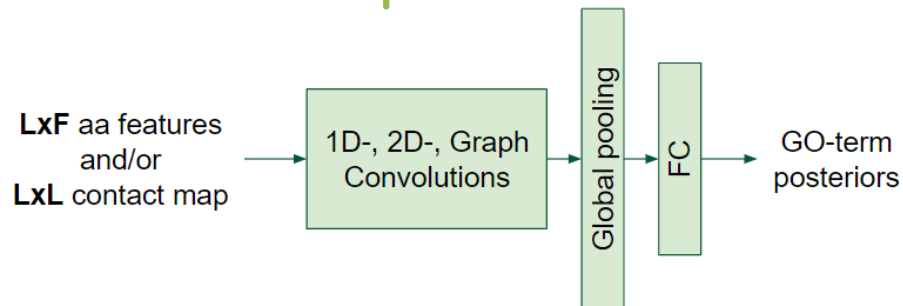 LxF aa features
and/or
LxL contact map
1D-, 2D-, Graph
Convolutions
Global pooling
FC
GO-term
posteriors